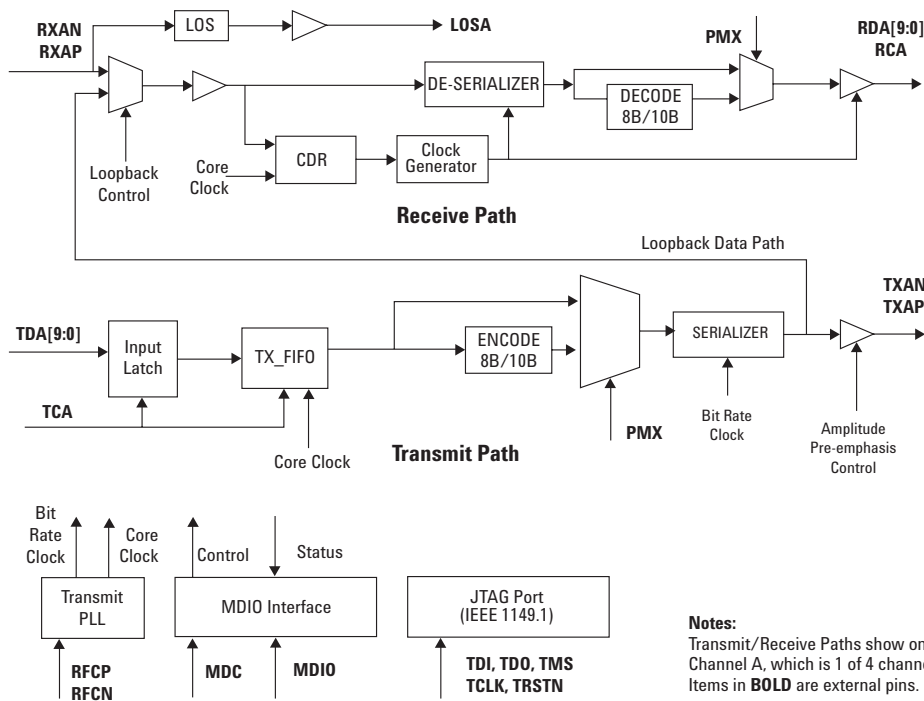 RXAN
RXAP
LOS
LOSA
PMX
RDA[9:0]
RCA
DE-SERIALIZER
DECODE
8B/10B
Loopback
Control
Core
Clock
CDR
Clock
Generator
Receive Path
Loopback Data Path
TXAN
TXAP
TDA[9:0]
Input
Latch
TX_FIFO
ENCODE
8B/10B
SERIALIZER
TCA
Core Clock
Transmit Path
PMX
Bit Rate
Clock
Amplitude
Pre-emphasis
Control
Bit
Rate
Clock
Core
Clock
Control
Status
Transmit
PLL
MDIO Interface
JTAG Port
(IEEE 1149.1)
RFCP
RFCN
MDC
MDIO
TDI, TDO, TMS
TCLK, TRSTN
Notes:
Transmit/Receive Paths show
Channel A, which is 1 of 4
Items in BOLD are external pins.